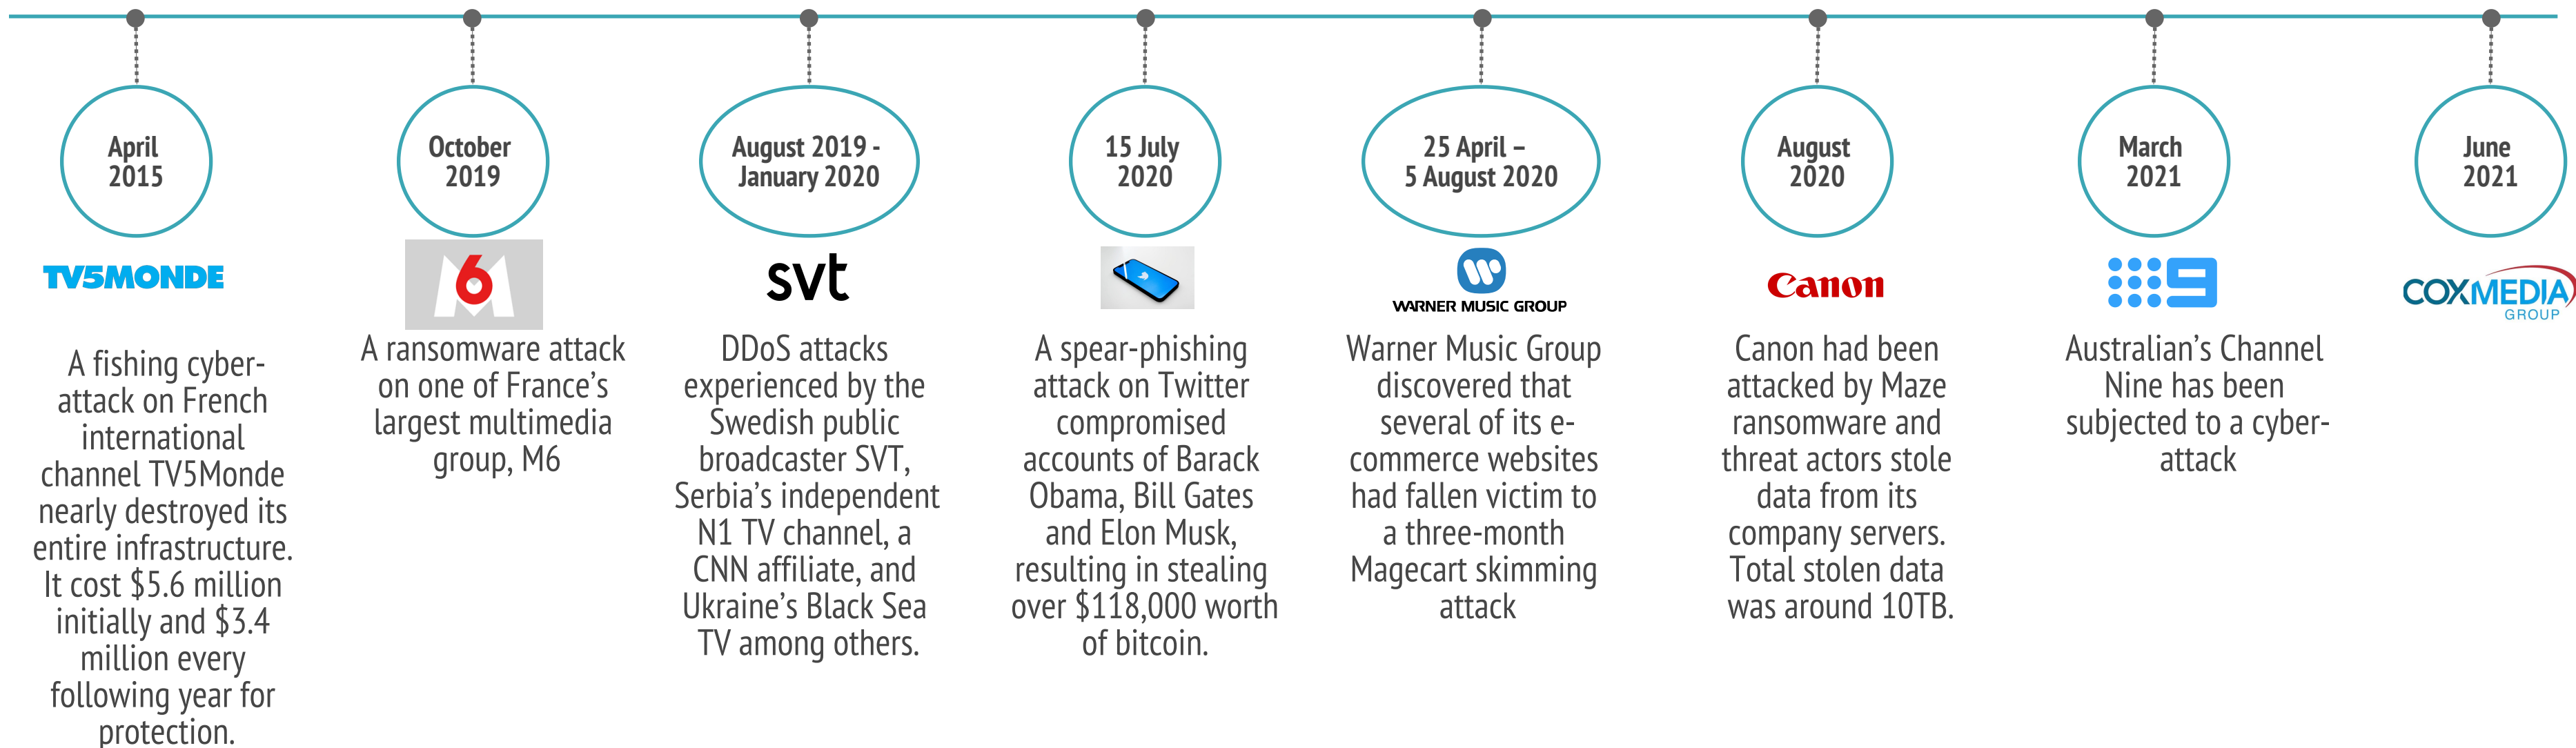 April
2015
TV5MONDE
A fishing cyber-
attack on French
international
channel TV5Monde
nearly destroyed its
entire infrastructure.
It cost $5.6 million
initially and $3.4
million every
following year for
protection.
October
2019
M6
A ransomware attack
on one of France’s
largest multimedia
group, M6
August 2019 -
January 2020
svt
DDoS attacks
experienced by the
Swedish public
broadcaster SVT,
Serbia’s independent
N1 TV channel, a
CNN affiliate, and
Ukraine’s Black Sea
TV among others.
15 July
2020
A spear-phishing
attack on Twitter
compromised
accounts of Barack
Obama, Bill Gates
and Elon Musk,
resulting in stealing
over $118,000 worth
of bitcoin.
25 April –
5 August 2020
WARNER MUSIC GROUP
Warner Music Group
discovered that
several of its e-
commerce websites
had fallen victim to
a three-month
Magecart skimming
attack
August
2020
Canon
Canon had been
attacked by Maze
ransomware and
threat actors stole
data from its
company servers.
Total stolen data
was around 10TB.
March
2021
9
Australian’s Channel
Nine has been
subjected to a cyber-
attack
June
2021
COXMEDIA
GROUP